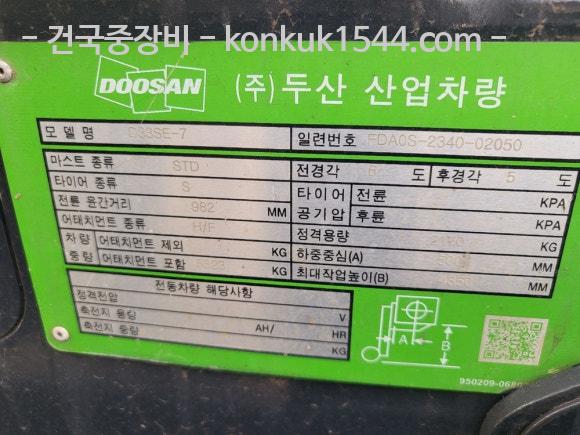 - 건국중장비 - konkuk1544.com -
DOOSAN (주)두산 산업차량
모델명 D33SE-7 일련번호 FDA0S-2340-02050
마스트 종류 STD 전경각 6 도 후경각 5 도
타이어 종류 S 타이어 전륜 KPA
전륜 윤간거리 982 MM 공기압 후륜 KPA
어태치먼트 종류 H/F 정격용량 KG
차량 어태치먼트 제외 KG 하중중심(A) MM
중량 어태치먼트 포함 KG 최대작업높이(B) MM
전동차량 해당사항
정격전압 V
축전지 용량 AH/ HR
축전지 중량 KG
A
B